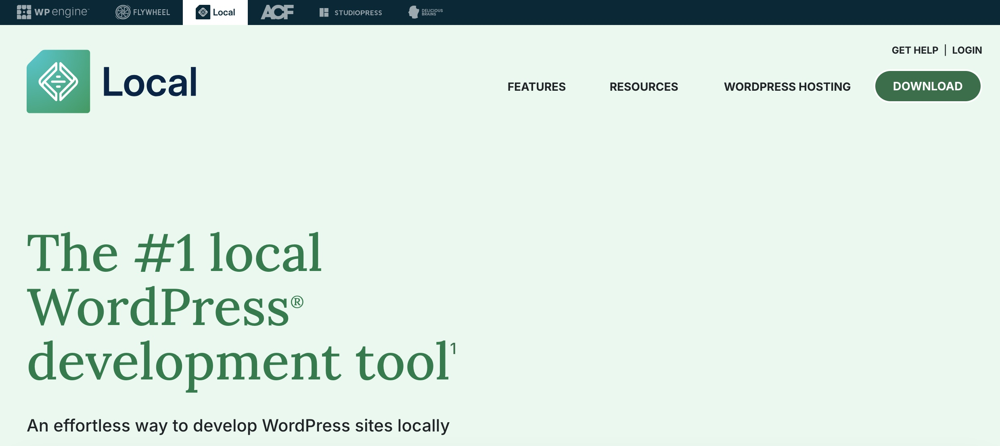 WP engine™
FLYWHEEL
Local
ACF
STUDIOPRESS
DELICIOUS
BRAINS
GET HELP | LOGIN
Local
FEATURES
RESOURCES
WORDPRESS HOSTING
DOWNLOAD
The #1 local
WordPress®
development tool1
An effortless way to develop WordPress sites locally